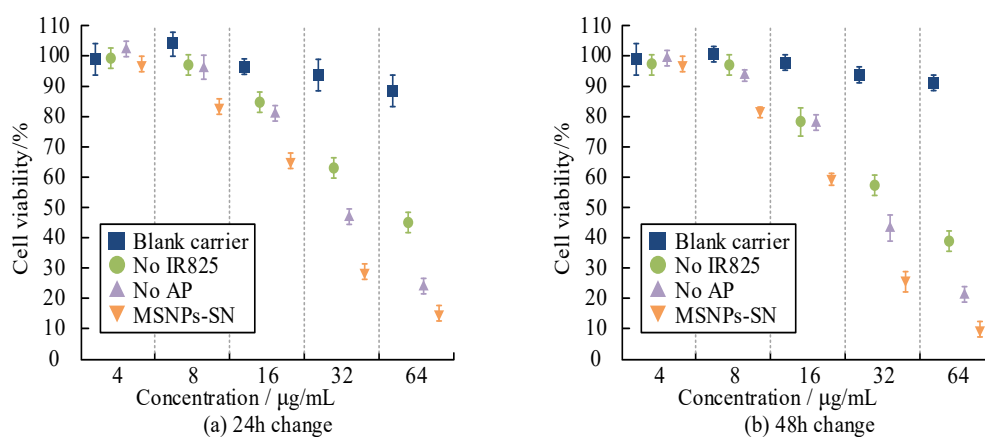 110
100
90
80
70
60
50
40
30
20
10
0
Cell viability/%
Blank carrier
No IR825
No AP
MSNPs-SN
4 8 16 32 64
Concentration / μg/mL
(a) 24h change
110
100
90
80
70
60
50
40
30
20
10
0
Cell viability/%
Blank carrier
No IR825
No AP
MSNPs-SN
4 8 16 32 64
Concentration / μg/mL
(b) 48h change